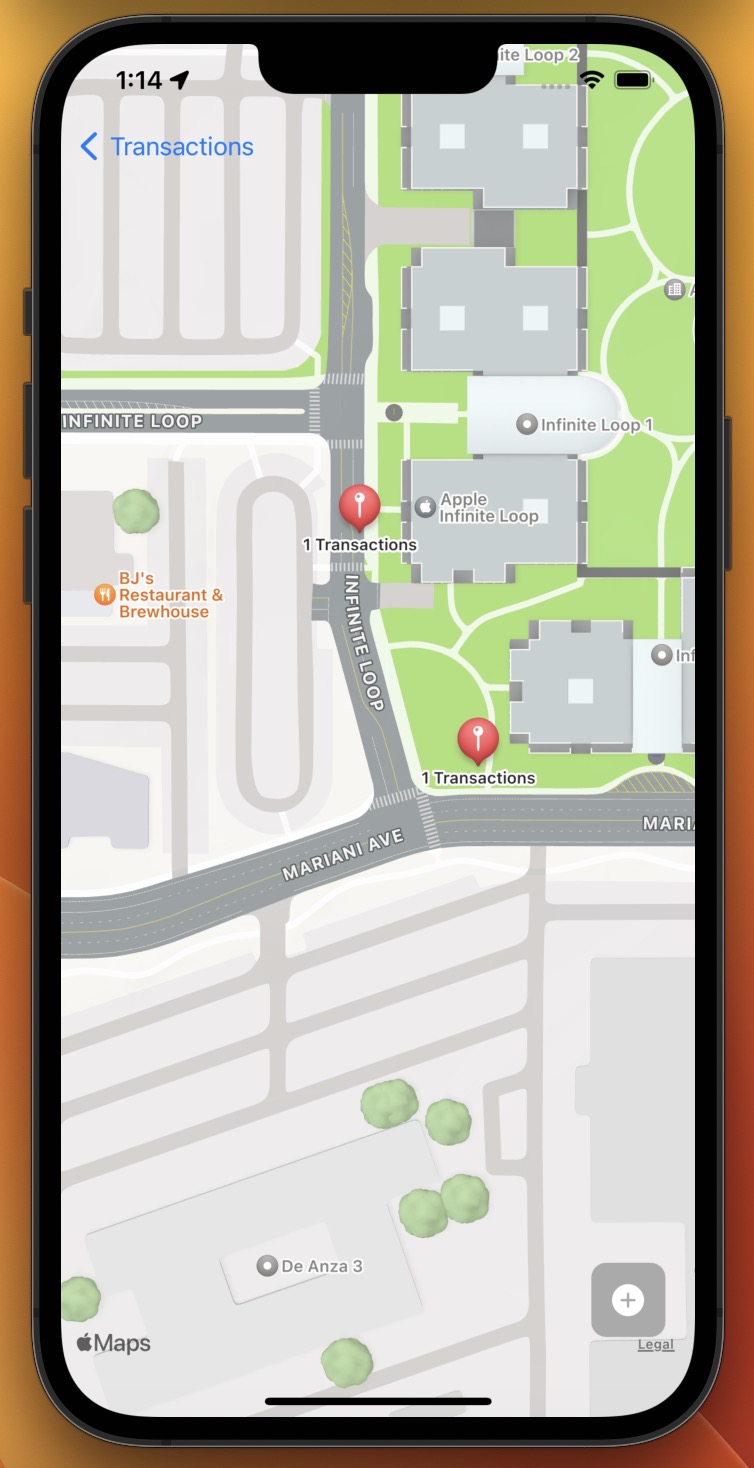 1:14
ite Loop 2
Transactions
INFINITE LOOP
Infinite Loop 1
Apple
Infinite Loop
1 Transactions
BJ's
Restaurant &
Brewhouse
INFINITE LOOP
Inf
1 Transactions
MARIANI AVE
MARIA
De Anza 3
Maps
Legal